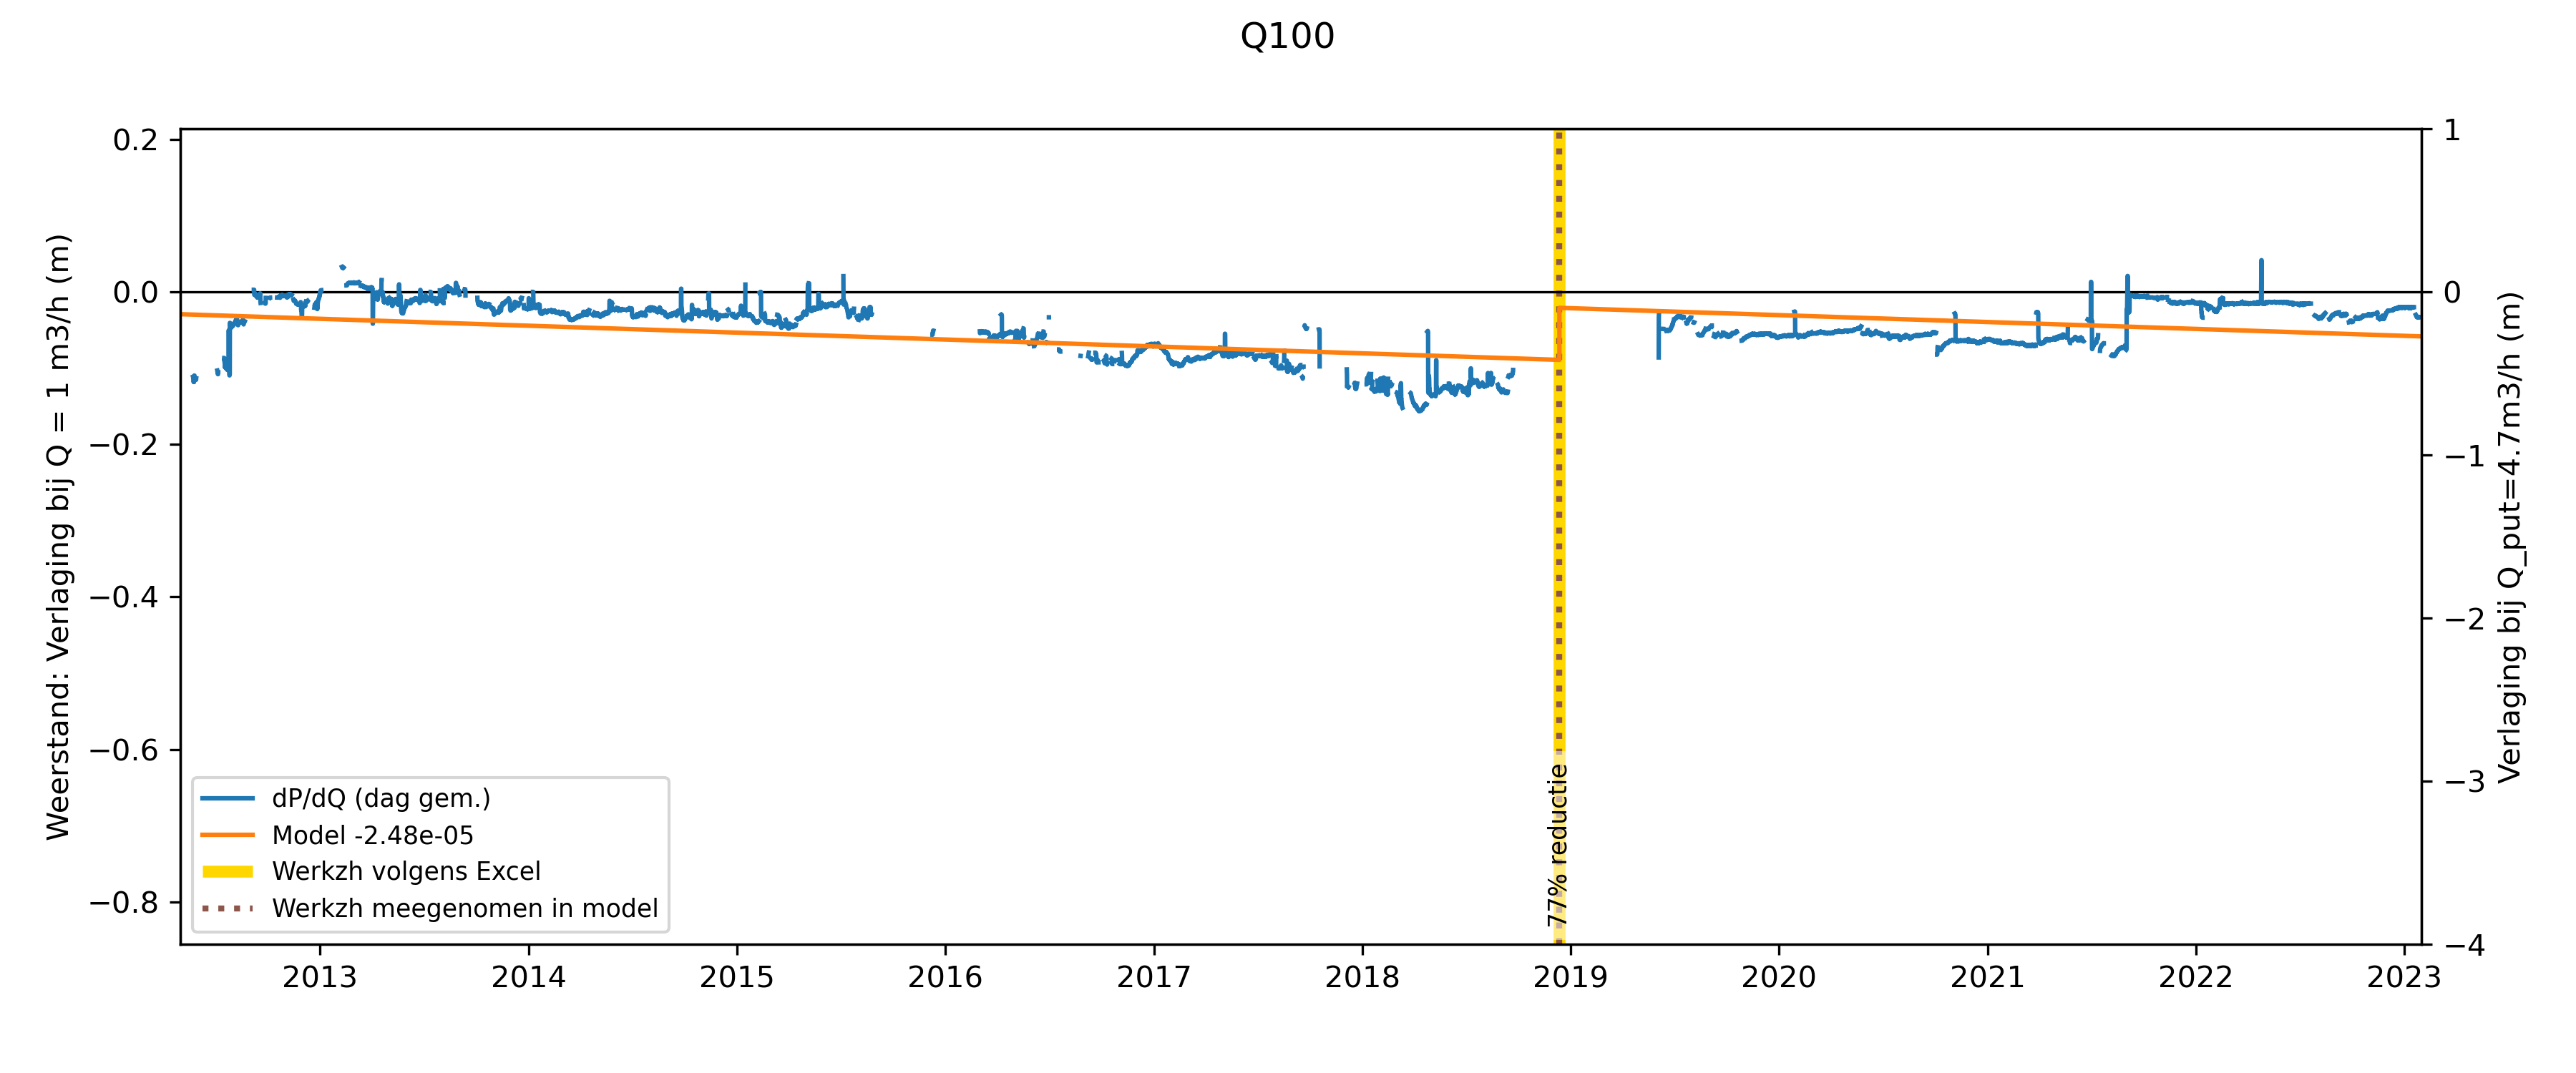 Q100
Weerstand: Verlaging bij Q = 1 m3/h (m)
0.2
0.0
−0.2
−0.4
−0.6
−0.8
1
0
−1
−2
−3
−4
Verlaging bij Q_put=4.7m3/h (m)
77% reductie
dP/dQ (dag gem.)
Model -2.48e-05
Werkzh volgens Excel
Werkzh meegenomen in model
2013 2014 2015 2016 2017 2018 2019 2020 2021 2022 2023